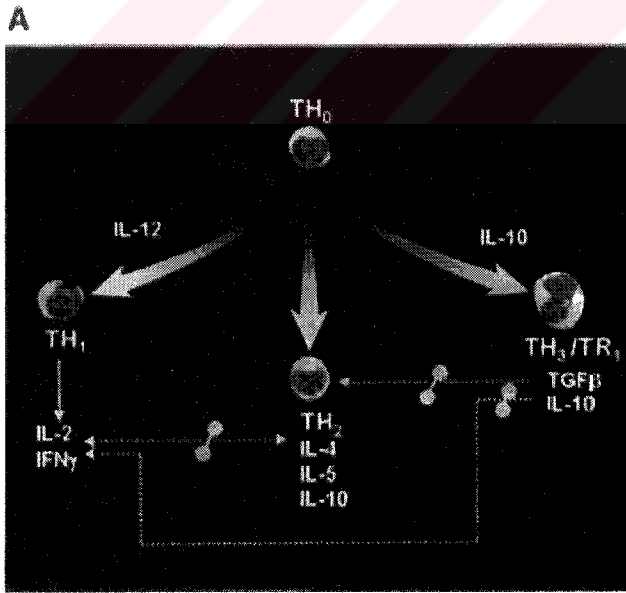 A
TH₀
IL-12
IL-10
TH₁
TH₃/TR₁
TGFβ
IL-10
TH₂
IL-2
IFNγ
IL-4
IL-5
IL-10